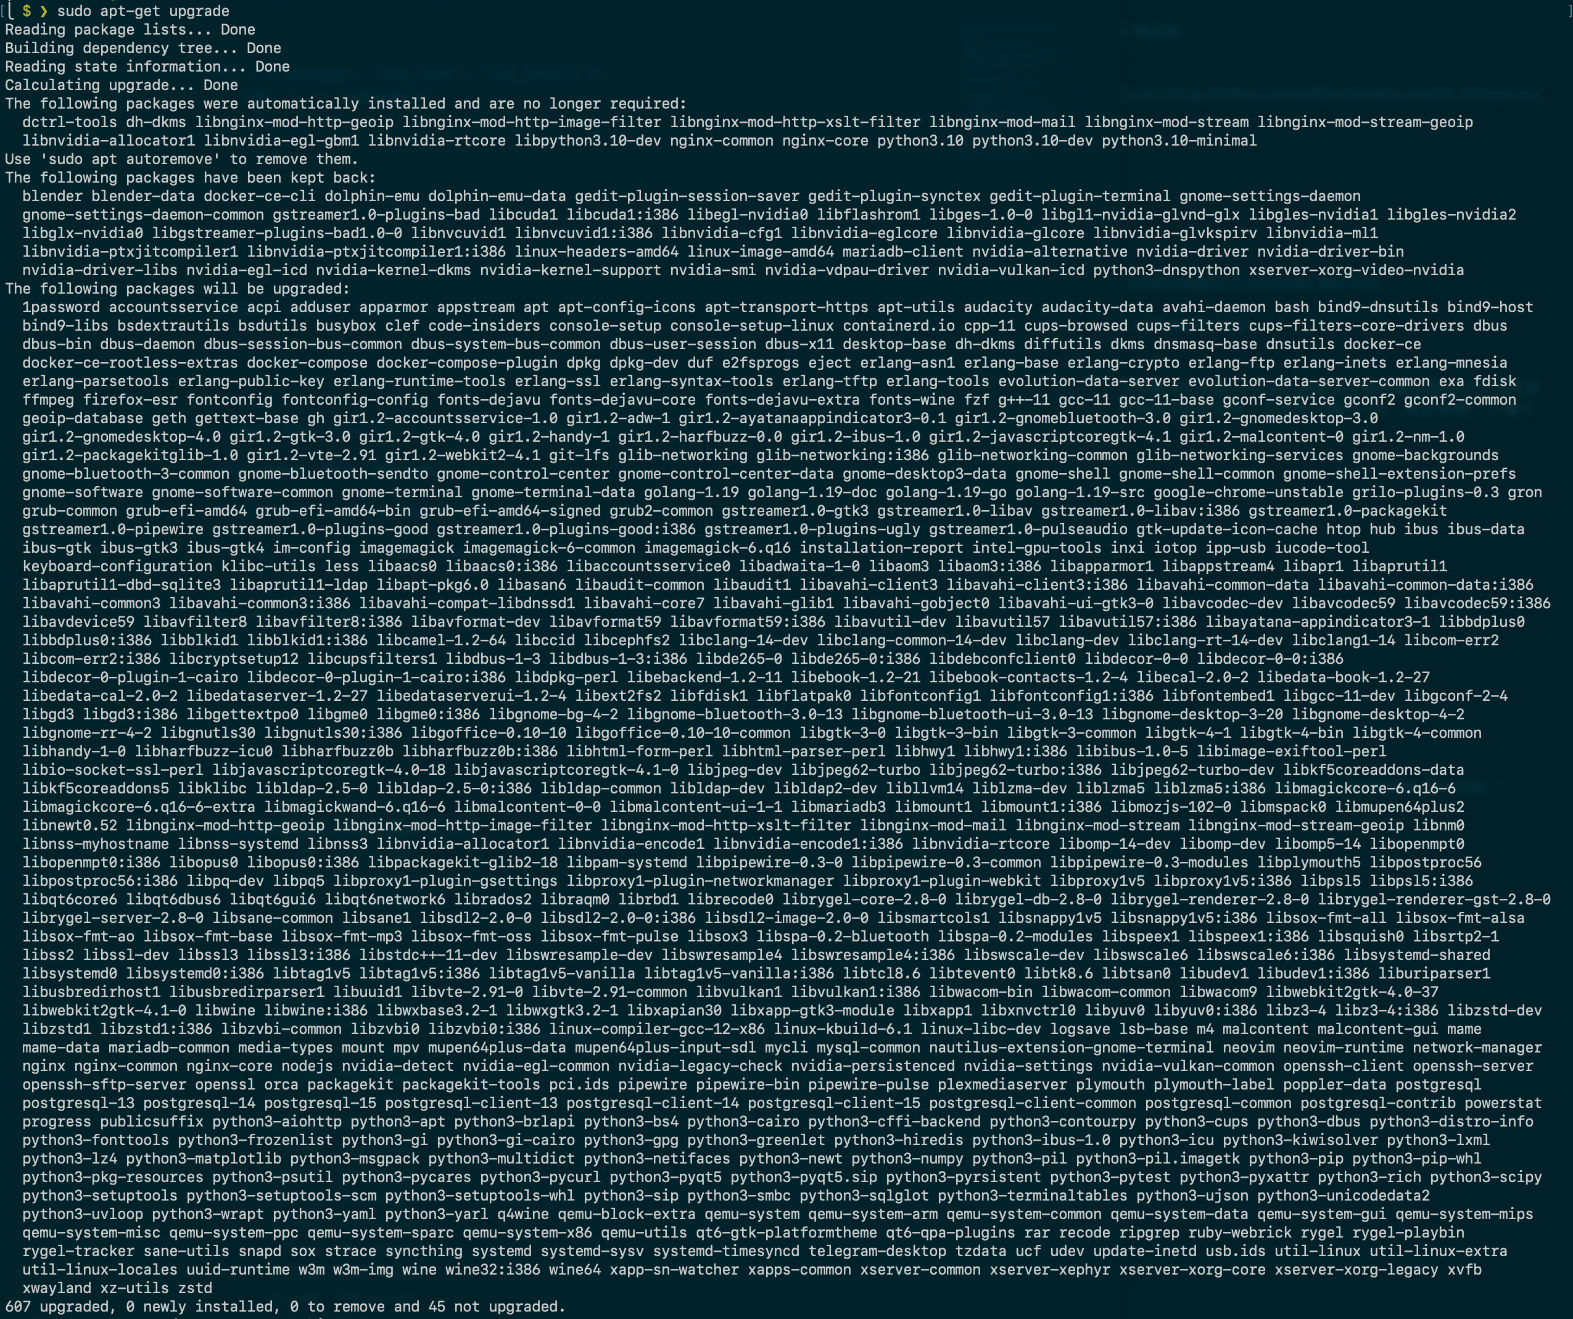 [⎣ $ ❯ sudo apt-get upgrade ]
Reading package lists... Done
Building dependency tree... Done
Reading state information... Done
Calculating upgrade... Done
The following packages were automatically installed and are no longer required:
  dctrl-tools dh-dkms libnginx-mod-http-geoip libnginx-mod-http-image-filter libnginx-mod-http-xslt-filter libnginx-mod-mail libnginx-mod-stream libnginx-mod-stream-geoip
  libnvidia-allocator1 libnvidia-egl-gbm1 libnvidia-rtcore libpython3.10-dev nginx-common nginx-core python3.10 python3.10-dev python3.10-minimal
Use 'sudo apt autoremove' to remove them.
The following packages have been kept back:
  blender blender-data docker-ce-cli dolphin-emu dolphin-emu-data gedit-plugin-session-saver gedit-plugin-synctex gedit-plugin-terminal gnome-settings-daemon
  gnome-settings-daemon-common gstreamer1.0-plugins-bad libcuda1 libcuda1:i386 libegl-nvidia0 libflashrom1 libges-1.0-0 libgl1-nvidia-glvnd-glx libgles-nvidia1 libgles-nvidia2
  libglx-nvidia0 libgstreamer-plugins-bad1.0-0 libnvcuvid1 libnvcuvid1:i386 libnvidia-cfg1 libnvidia-eglcore libnvidia-glcore libnvidia-glvkspirv libnvidia-ml1
  libnvidia-ptxjitcompiler1 libnvidia-ptxjitcompiler1:i386 linux-headers-amd64 linux-image-amd64 mariadb-client nvidia-alternative nvidia-driver nvidia-driver-bin
  nvidia-driver-libs nvidia-egl-icd nvidia-kernel-dkms nvidia-kernel-support nvidia-smi nvidia-vdpau-driver nvidia-vulkan-icd python3-dnspython xserver-xorg-video-nvidia
The following packages will be upgraded:
  1password accountsservice acpi adduser apparmor appstream apt apt-config-icons apt-transport-https apt-utils audacity audacity-data avahi-daemon bash bind9-dnsutils bind9-host
  bind9-libs bsdextrautils bsdutils busybox clef code-insiders console-setup console-setup-linux containerd.io cpp-11 cups-browsed cups-filters cups-filters-core-drivers dbus
  dbus-bin dbus-daemon dbus-session-bus-common dbus-system-bus-common dbus-user-session dbus-x11 desktop-base dh-dkms diffutils dkms dnsmasq-base dnsutils docker-ce
  docker-ce-rootless-extras docker-compose docker-compose-plugin dpkg dpkg-dev duf e2fsprogs eject erlang-asn1 erlang-base erlang-crypto erlang-ftp erlang-inets erlang-mnesia
  erlang-parsetools erlang-public-key erlang-runtime-tools erlang-ssl erlang-syntax-tools erlang-tftp erlang-tools evolution-data-server evolution-data-server-common exa fdisk
  ffmpeg firefox-esr fontconfig fontconfig-config fonts-dejavu fonts-dejavu-core fonts-dejavu-extra fonts-wine fzf g++-11 gcc-11 gcc-11-base gconf-service gconf2 gconf2-common
  geoip-database geth gettext-base gh gir1.2-accountsservice-1.0 gir1.2-adw-1 gir1.2-ayatanaappindicator3-0.1 gir1.2-gnomebluetooth-3.0 gir1.2-gnomedesktop-3.0
  gir1.2-gnomedesktop-4.0 gir1.2-gtk-3.0 gir1.2-gtk-4.0 gir1.2-handy-1 gir1.2-harfbuzz-0.0 gir1.2-ibus-1.0 gir1.2-javascriptcoregtk-4.1 gir1.2-malcontent-0 gir1.2-nm-1.0
  gir1.2-packagekitglib-1.0 gir1.2-vte-2.91 gir1.2-webkit2-4.1 git-lfs glib-networking glib-networking:i386 glib-networking-common glib-networking-services gnome-backgrounds
  gnome-bluetooth-3-common gnome-bluetooth-sendto gnome-control-center gnome-control-center-data gnome-desktop3-data gnome-shell gnome-shell-common gnome-shell-extension-prefs
  gnome-software gnome-software-common gnome-terminal gnome-terminal-data golang-1.19 golang-1.19-doc golang-1.19-go golang-1.19-src google-chrome-unstable grilo-plugins-0.3 gron
  grub-common grub-efi-amd64 grub-efi-amd64-bin grub-efi-amd64-signed grub2-common gstreamer1.0-gtk3 gstreamer1.0-libav gstreamer1.0-libav:i386 gstreamer1.0-packagekit
  gstreamer1.0-pipewire gstreamer1.0-plugins-good gstreamer1.0-plugins-good:i386 gstreamer1.0-plugins-ugly gstreamer1.0-pulseaudio gtk-update-icon-cache htop hub ibus ibus-data
  ibus-gtk ibus-gtk3 ibus-gtk4 im-config imagemagick imagemagick-6-common imagemagick-6.q16 installation-report intel-gpu-tools inxi iotop ipp-usb iucode-tool
  keyboard-configuration klibc-utils less libaacs0 libaacs0:i386 libaccountsservice0 libadwaita-1-0 libaom3 libaom3:i386 libapparmor1 libappstream4 libapr1 libaprutil1
  libaprutil1-dbd-sqlite3 libaprutil1-ldap libapt-pkg6.0 libasan6 libaudit-common libaudit1 libavahi-client3 libavahi-client3:i386 libavahi-common-data libavahi-common-data:i386
  libavahi-common3 libavahi-common3:i386 libavahi-compat-libdnssd1 libavahi-core7 libavahi-glib1 libavahi-gobject0 libavahi-ui-gtk3-0 libavcodec-dev libavcodec59 libavcodec59:i386
  libavdevice59 libavfilter8 libavfilter8:i386 libavformat-dev libavformat59 libavformat59:i386 libavutil-dev libavutil57 libavutil57:i386 libayatana-appindicator3-1 libbdplus0
  libbdplus0:i386 libblkid1 libblkid1:i386 libcamel-1.2-64 libccid libcephfs2 libclang-14-dev libclang-common-14-dev libclang-dev libclang-rt-14-dev libclang1-14 libcom-err2
  libcom-err2:i386 libcryptsetup12 libcupsfilters1 libdbus-1-3 libdbus-1-3:i386 libde265-0 libde265-0:i386 libdebconfclient0 libdecor-0-0 libdecor-0-0:i386
  libdecor-0-plugin-1-cairo libdecor-0-plugin-1-cairo:i386 libdpkg-perl libebackend-1.2-11 libebook-1.2-21 libebook-contacts-1.2-4 libecal-2.0-2 libedata-book-1.2-27
  libedata-cal-2.0-2 libedataserver-1.2-27 libedataserverui-1.2-4 libext2fs2 libfdisk1 libflatpak0 libfontconfig1 libfontconfig1:i386 libfontembed1 libgcc-11-dev libgconf-2-4
  libgd3 libgd3:i386 libgettextpo0 libgme0 libgme0:i386 libgnome-bg-4-2 libgnome-bluetooth-3.0-13 libgnome-bluetooth-ui-3.0-13 libgnome-desktop-3-20 libgnome-desktop-4-2
  libgnome-rr-4-2 libgnutls30 libgnutls30:i386 libgoffice-0.10-10 libgoffice-0.10-10-common libgtk-3-0 libgtk-3-bin libgtk-3-common libgtk-4-1 libgtk-4-bin libgtk-4-common
  libhandy-1-0 libharfbuzz-icu0 libharfbuzz0b libharfbuzz0b:i386 libhtml-form-perl libhtml-parser-perl libhwy1 libhwy1:i386 libibus-1.0-5 libimage-exiftool-perl
  libio-socket-ssl-perl libjavascriptcoregtk-4.0-18 libjavascriptcoregtk-4.1-0 libjpeg-dev libjpeg62-turbo libjpeg62-turbo:i386 libjpeg62-turbo-dev libkf5coreaddons-data
  libkf5coreaddons5 libklibc libldap-2.5-0 libldap-2.5-0:i386 libldap-common libldap-dev libldap2-dev libllvm14 liblzma-dev liblzma5 liblzma5:i386 libmagickcore-6.q16-6
  libmagickcore-6.q16-6-extra libmagickwand-6.q16-6 libmalcontent-0-0 libmalcontent-ui-1-1 libmariadb3 libmount1 libmount1:i386 libmozjs-102-0 libmspack0 libmupen64plus2
  libnewt0.52 libnginx-mod-http-geoip libnginx-mod-http-image-filter libnginx-mod-http-xslt-filter libnginx-mod-mail libnginx-mod-stream libnginx-mod-stream-geoip libnm0
  libnss-myhostname libnss-systemd libnss3 libnvidia-allocator1 libnvidia-encode1 libnvidia-encode1:i386 libnvidia-rtcore libomp-14-dev libomp-dev libomp5-14 libopenmpt0
  libopenmpt0:i386 libopus0 libopus0:i386 libpackagekit-glib2-18 libpam-systemd libpipewire-0.3-0 libpipewire-0.3-common libpipewire-0.3-modules libplymouth5 libpostproc56
  libpostproc56:i386 libpq-dev libpq5 libproxy1-plugin-gsettings libproxy1-plugin-networkmanager libproxy1-plugin-webkit libproxy1v5 libproxy1v5:i386 libpsl5 libpsl5:i386
  libqt6core6 libqt6dbus6 libqt6gui6 libqt6network6 librados2 libraqm0 librbd1 librecode0 librygel-core-2.8-0 librygel-db-2.8-0 librygel-renderer-2.8-0 librygel-renderer-gst-2.8-0
  librygel-server-2.8-0 libsane-common libsane1 libsdl2-2.0-0 libsdl2-2.0-0:i386 libsdl2-image-2.0-0 libsmartcols1 libsnappy1v5 libsnappy1v5:i386 libsox-fmt-all libsox-fmt-alsa
  libsox-fmt-ao libsox-fmt-base libsox-fmt-mp3 libsox-fmt-oss libsox-fmt-pulse libsox3 libspa-0.2-bluetooth libspa-0.2-modules libspeex1 libspeex1:i386 libsquish0 libsrtp2-1
  libss2 libssl-dev libssl3 libssl3:i386 libstdc++-11-dev libswresample-dev libswresample4 libswresample4:i386 libswscale-dev libswscale6 libswscale6:i386 libsystemd-shared
  libsystemd0 libsystemd0:i386 libtag1v5 libtag1v5:i386 libtag1v5-vanilla libtag1v5-vanilla:i386 libtcl8.6 libtevent0 libtk8.6 libtsan0 libudev1 libudev1:i386 liburiparser1
  libusbredirhost1 libusbredirparser1 libuuid1 libvte-2.91-0 libvte-2.91-common libvulkan1 libvulkan1:i386 libwacom-bin libwacom-common libwacom9 libwebkit2gtk-4.0-37
  libwebkit2gtk-4.1-0 libwine libwine:i386 libwxbase3.2-1 libwxgtk3.2-1 libxapian30 libxapp-gtk3-module libxapp1 libxnvctrl0 libyuv0 libyuv0:i386 libz3-4 libz3-4:i386 libzstd-dev
  libzstd1 libzstd1:i386 libzvbi-common libzvbi0 libzvbi0:i386 linux-compiler-gcc-12-x86 linux-kbuild-6.1 linux-libc-dev logsave lsb-base m4 malcontent malcontent-gui mame
  mame-data mariadb-common media-types mount mpv mupen64plus-data mupen64plus-input-sdl mycli mysql-common nautilus-extension-gnome-terminal neovim neovim-runtime network-manager
  nginx nginx-common nginx-core nodejs nvidia-detect nvidia-egl-common nvidia-legacy-check nvidia-persistenced nvidia-settings nvidia-vulkan-common openssh-client openssh-server
  openssh-sftp-server openssl orca packagekit packagekit-tools pci.ids pipewire pipewire-bin pipewire-pulse plexmediaserver plymouth plymouth-label poppler-data postgresql
  postgresql-13 postgresql-14 postgresql-15 postgresql-client-13 postgresql-client-14 postgresql-client-15 postgresql-client-common postgresql-common postgresql-contrib powerstat
  progress publicsuffix python3-aiohttp python3-apt python3-brlapi python3-bs4 python3-cairo python3-cffi-backend python3-contourpy python3-cups python3-dbus python3-distro-info
  python3-fonttools python3-frozenlist python3-gi python3-gi-cairo python3-gpg python3-greenlet python3-hiredis python3-ibus-1.0 python3-icu python3-kiwisolver python3-lxml
  python3-lz4 python3-matplotlib python3-msgpack python3-multidict python3-netifaces python3-newt python3-numpy python3-pil python3-pil.imagetk python3-pip python3-pip-whl
  python3-pkg-resources python3-psutil python3-pycares python3-pycurl python3-pyqt5 python3-pyqt5.sip python3-pyrsistent python3-pytest python3-pyxattr python3-rich python3-scipy
  python3-setuptools python3-setuptools-scm python3-setuptools-whl python3-sip python3-smbc python3-sqlglot python3-terminaltables python3-ujson python3-unicodedata2
  python3-uvloop python3-wrapt python3-yaml python3-yarl q4wine qemu-block-extra qemu-system qemu-system-arm qemu-system-common qemu-system-data qemu-system-gui qemu-system-mips
  qemu-system-misc qemu-system-ppc qemu-system-sparc qemu-system-x86 qemu-utils qt6-gtk-platformtheme qt6-qpa-plugins rar recode ripgrep ruby-webrick rygel rygel-playbin
  rygel-tracker sane-utils snapd sox strace syncthing systemd systemd-sysv systemd-timesyncd telegram-desktop tzdata ucf udev update-inetd usb.ids util-linux util-linux-extra
  util-linux-locales uuid-runtime w3m w3m-img wine wine32:i386 wine64 xapp-sn-watcher xapps-common xserver-common xserver-xephyr xserver-xorg-core xserver-xorg-legacy xvfb
  xwayland xz-utils zstd
607 upgraded, 0 newly installed, 0 to remove and 45 not upgraded.